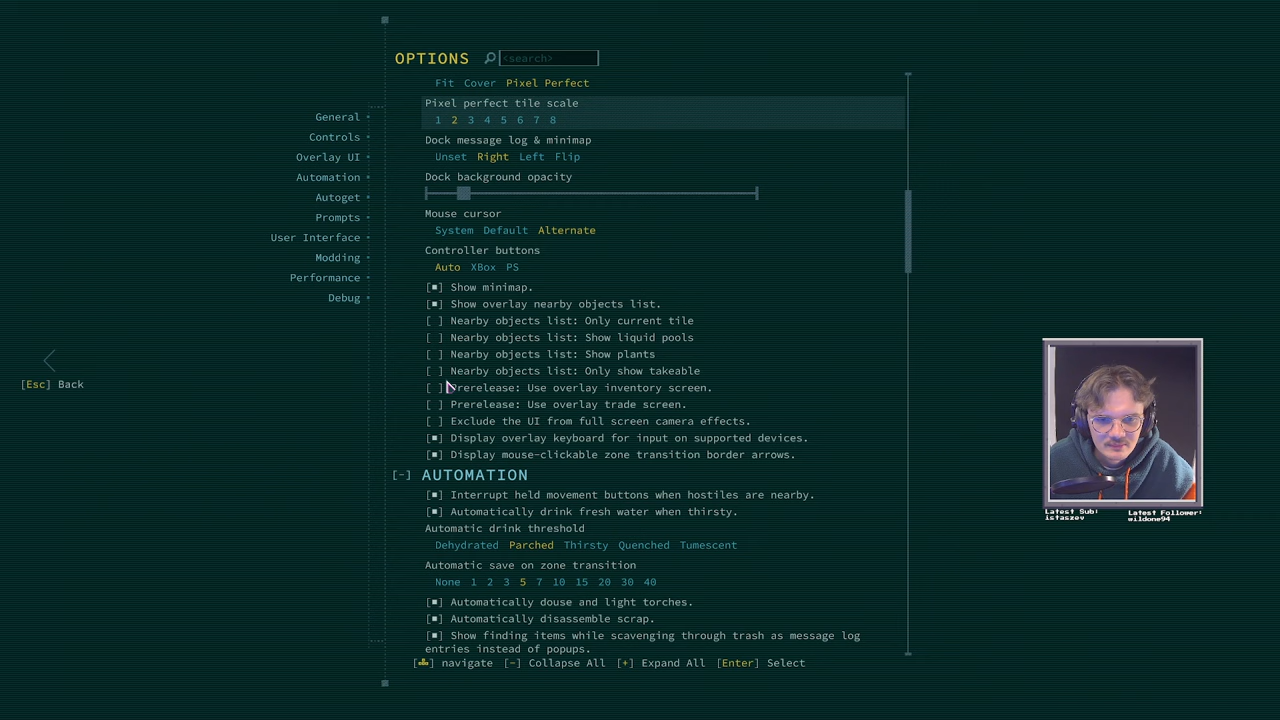 OPTIONS <search>
Fit Cover Pixel Perfect
Pixel perfect tile scale
1 2 3 4 5 6 7 8
Dock message log & minimap
Unset Right Left Flip
Dock background opacity
Mouse cursor
System Default Alternate
Controller buttons
Auto XBox PS
[■] Show minimap.
[■] Show overlay nearby objects list.
[ ] Nearby objects list: Only current tile
[ ] Nearby objects list: Show liquid pools
[ ] Nearby objects list: Show plants
[ ] Nearby objects list: Only show takeable
[ ] Prerelease: Use overlay inventory screen.
[ ] Prerelease: Use overlay trade screen.
[ ] Exclude the UI from full screen camera effects.
[■] Display overlay keyboard for input on supported devices.
[■] Display mouse-clickable zone transition border arrows.
[-] AUTOMATION
[■] Interrupt held movement buttons when hostiles are nearby.
[■] Automatically drink fresh water when thirsty.
Automatic drink threshold
Dehydrated Parched Thirsty Quenched Tumescent
Automatic save on zone transition
None 1 2 3 5 7 10 15 20 30 40
[■] Automatically douse and light torches.
[■] Automatically disassemble scrap.
[■] Show finding items while scavenging through trash as message log
entries instead of popups.
navigate [-] Collapse All [+] Expand All [Enter] Select
General
Controls
Overlay UI
Automation
Autoget
Prompts
User Interface
Modding
Performance
Debug
[Esc] Back
Latest Sub:
istaszev
Latest Follower:
wildone94